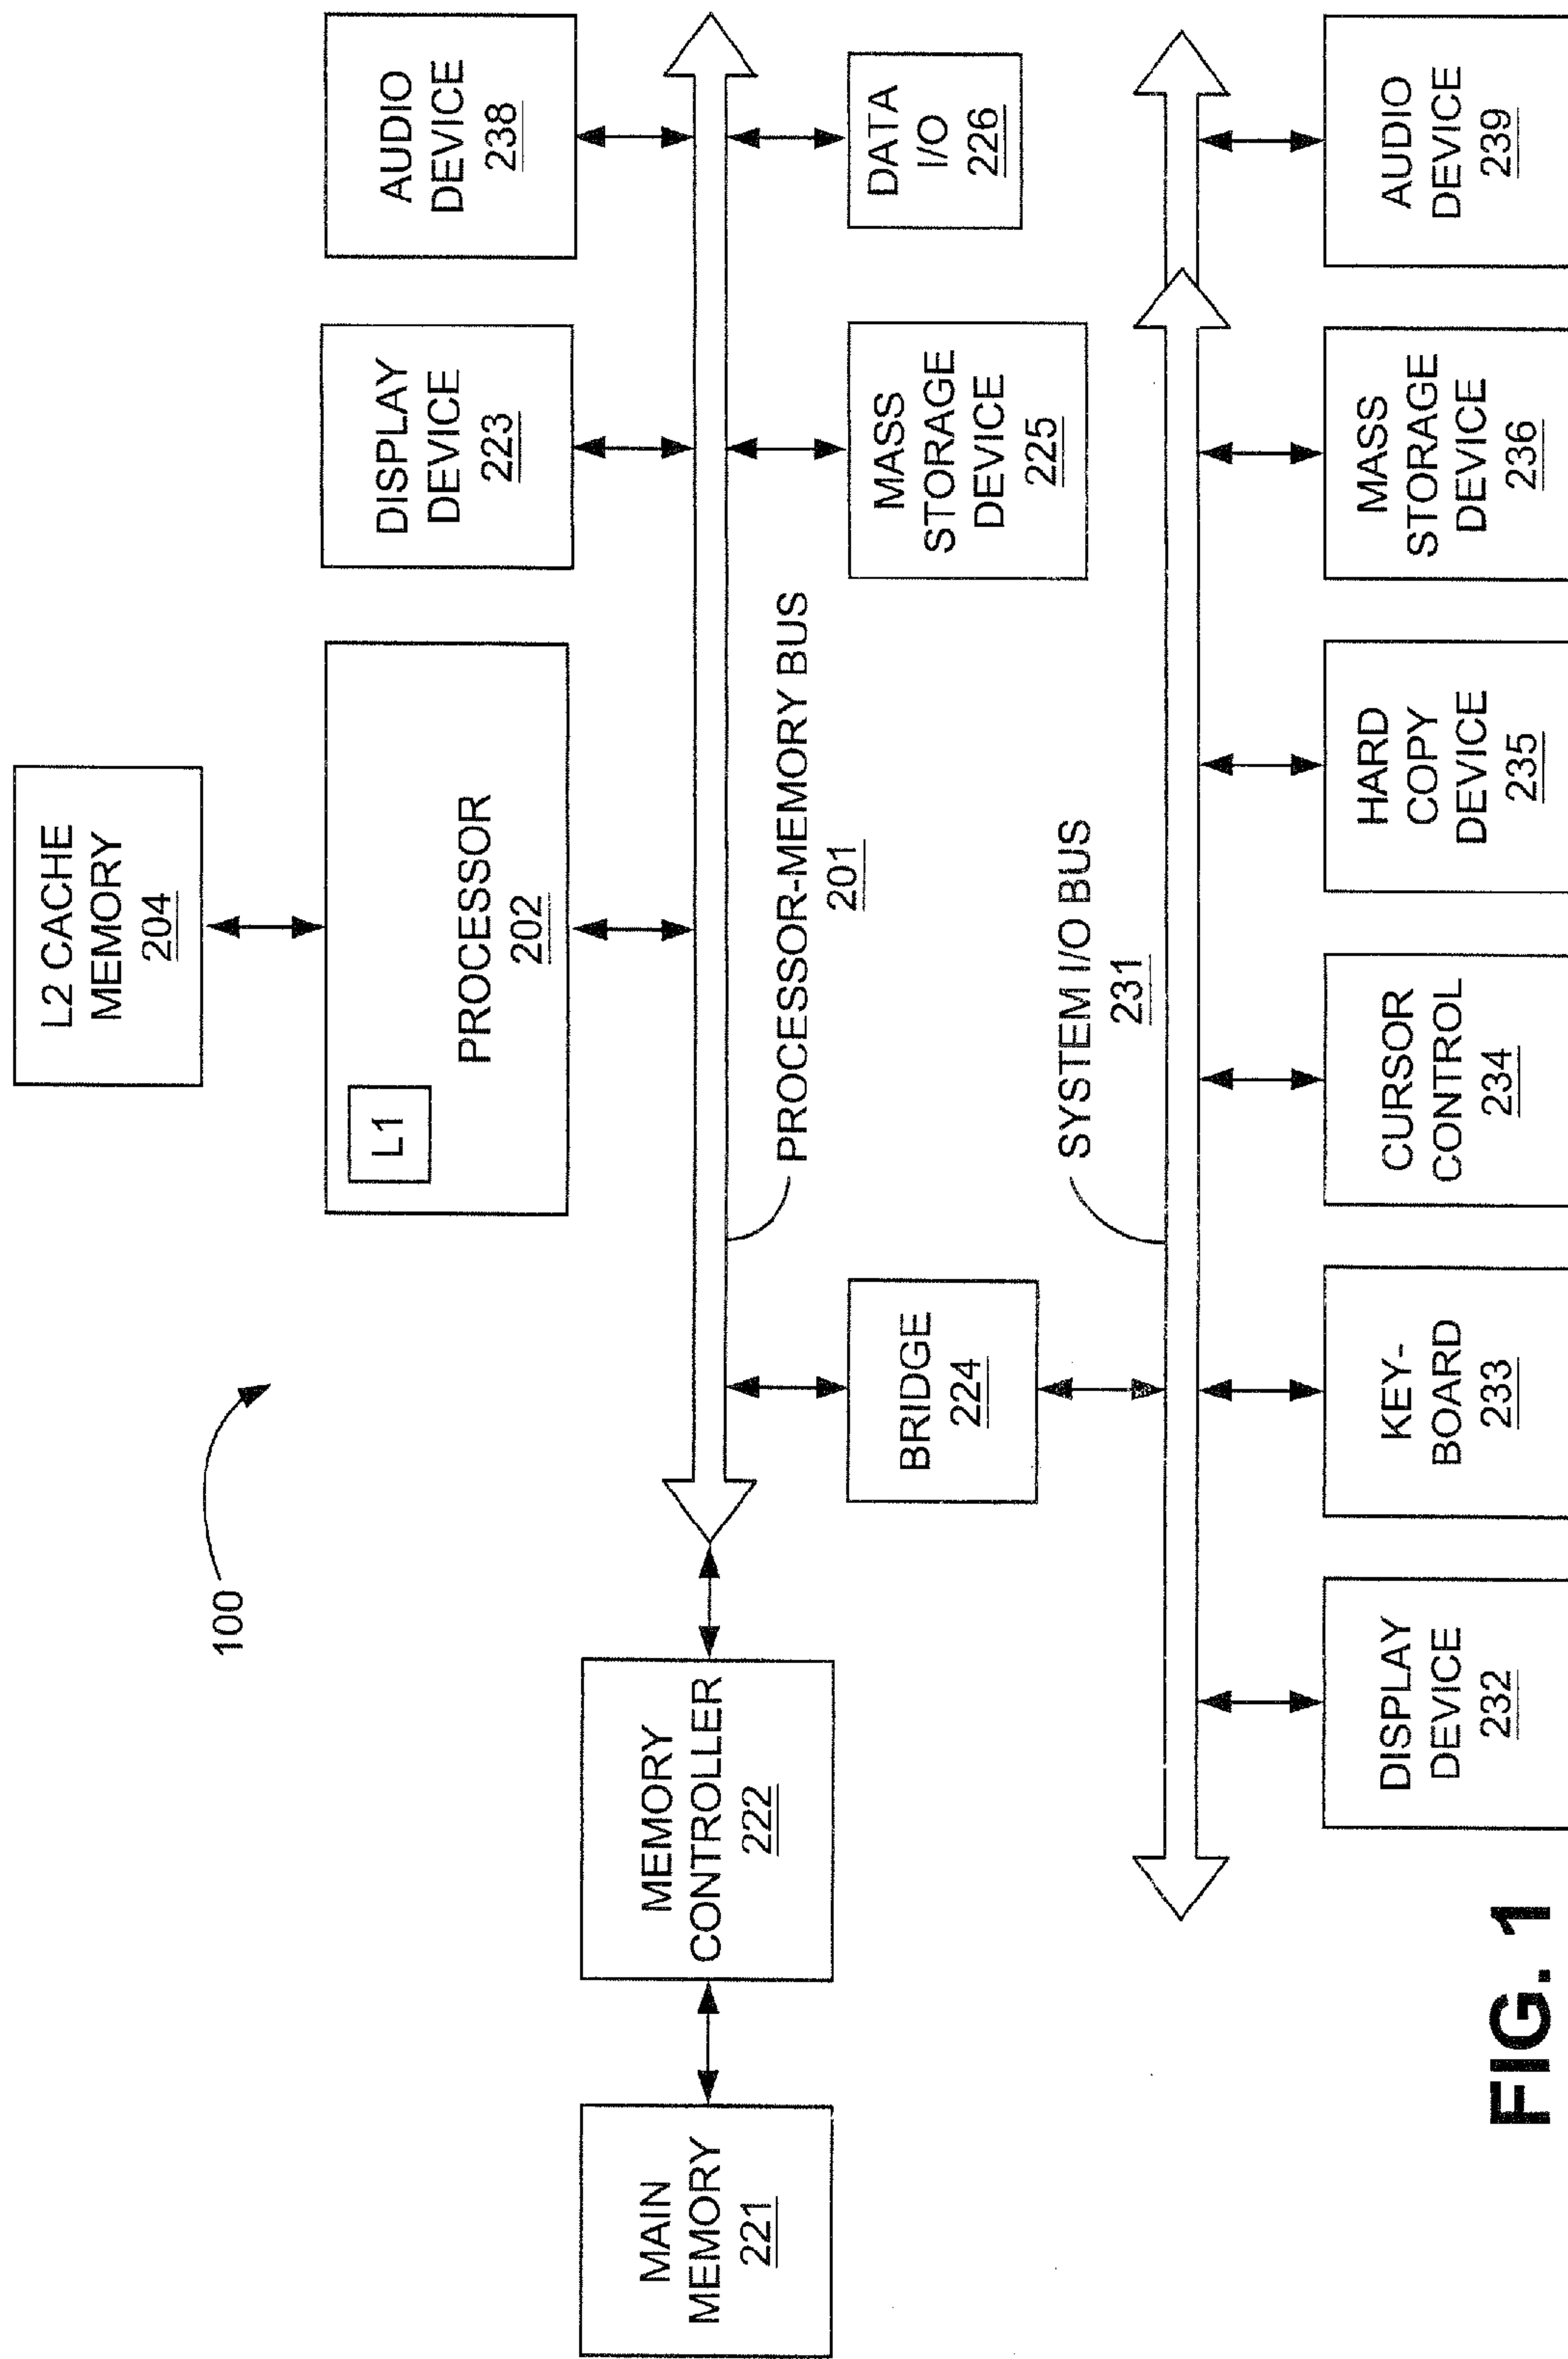 L2 CACHE
MEMORY
204
100
L1
PROCESSOR
202
DISPLAY
DEVICE
223
AUDIO
DEVICE
238
MAIN
MEMORY
221
MEMORY
CONTROLLER
222
PROCESSOR-MEMORY BUS
201
BRIDGE
224
MASS
STORAGE
DEVICE
225
DATA
I/O
226
SYSTEM I/O BUS
231
DISPLAY
DEVICE
232
KEY-
BOARD
233
CURSOR
CONTROL
234
HARD
COPY
DEVICE
235
MASS
STORAGE
DEVICE
236
AUDIO
DEVICE
239
FIG. 1